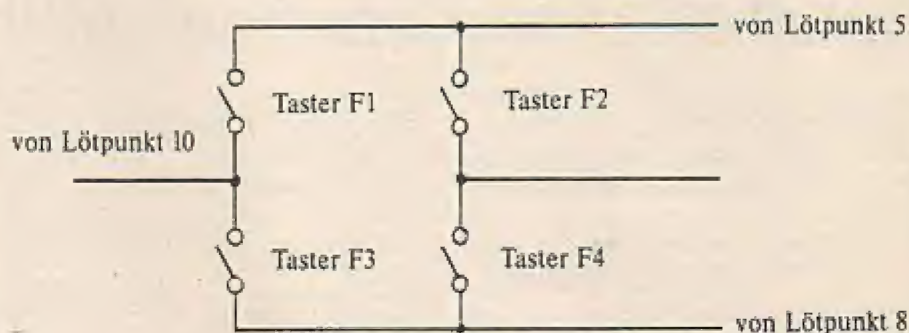 von Lötpunkt 5
Taster F1
Taster F2
von Lötpunkt 10
Taster F3
Taster F4
von Lötpunkt 8